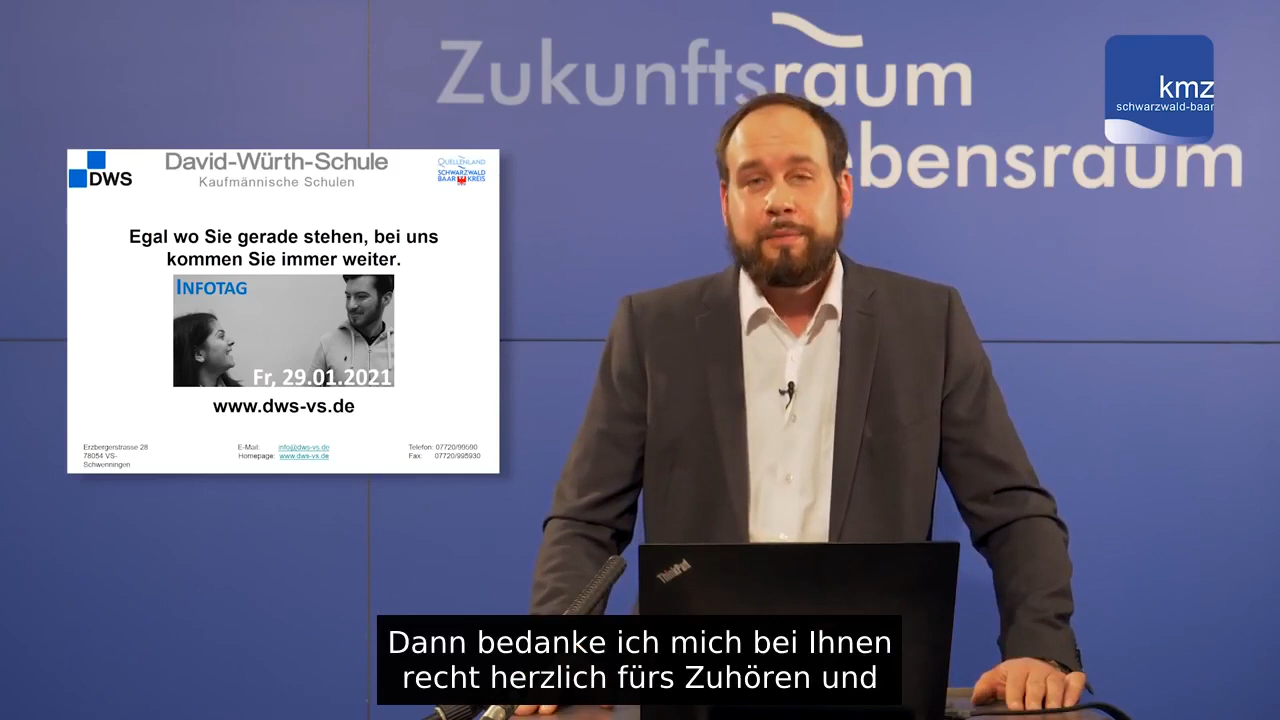 Zukunftsraum
ebensraum
kmz
schwarzwald-baar
DWS
David-Würth-Schule
Kaufmännische Schulen
QUELLENLAND
SCHWARZWALD
BAAR KREIS
Egal wo Sie gerade stehen, bei uns
kommen Sie immer weiter.
INFOTAG
Fr, 29.01.2021
www.dws-vs.de
Erzbergerstrasse 28
78054 VS-
Schwenningen
E-Mail: info@dws-vs.de
Homepage: www.dws-vs.de
Telefon: 07720/99590
Fax: 07720/995930
ThinkPad
Dann bedanke ich mich bei Ihnen
recht herzlich fürs Zuhören und